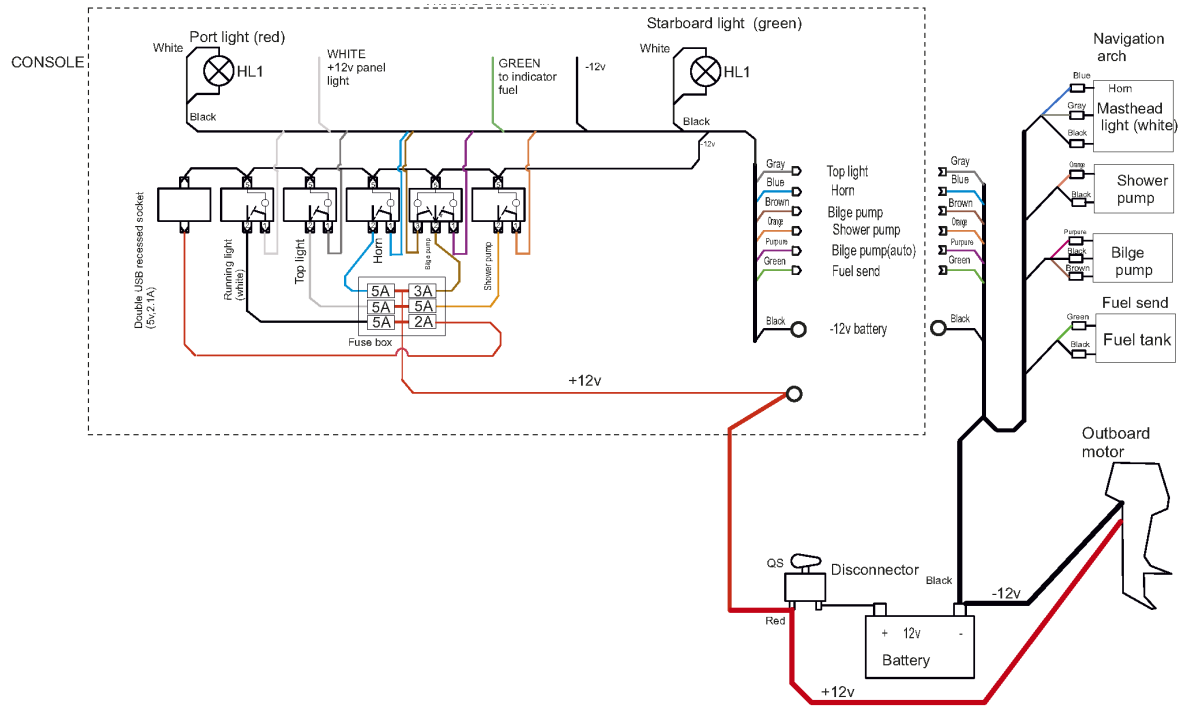 CONSOLE
Port light (red)
White
HL1
Black
WHITE
+12v panel
light
GREEN
to indicator
fuel
-12v
Starboard light (green)
White
HL1
Black
-12v
Double USB recessed socket
(5v,2.1A)
Running light
(white)
Top light
Horn
Bilge pump
Shower pump
5A
3A
5A
5A
5A
2A
Fuse box
+12v
Gray
Top light
Blue
Horn
Brown
Bilge pump
Orange
Shower pump
Purpure
Bilge pump(auto)
Green
Fuel send
Black
-12v battery
Gray
Blue
Brown
Orange
Purpure
Green
Black
Navigation
arch
Blue
Horn
Gray
Masthead
light (white)
Black
Orange
Shower
pump
Black
Purpure
Black
Bilge
pump
Brown
Fuel send
Green
Fuel tank
Black
Outboard
motor
QS
Disconnector
Black
Red
-12v
+ 12v -
Battery
+12v